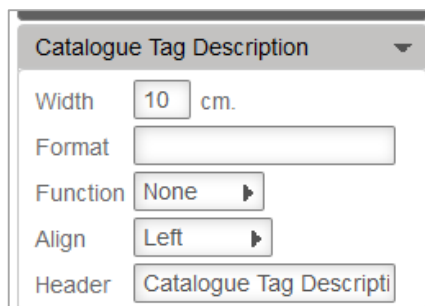 Catalogue Tag Description
Width 10 cm.
Format
Function None
Align Left
Header Catalogue Tag Descripti